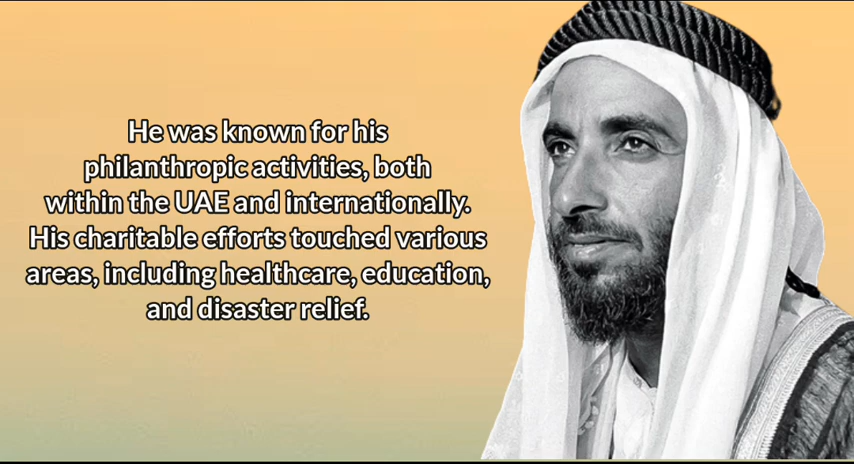 He was known for his
philanthropic activities, both
within the UAE and internationally.
His charitable efforts touched various
areas, including healthcare, education,
and disaster relief.